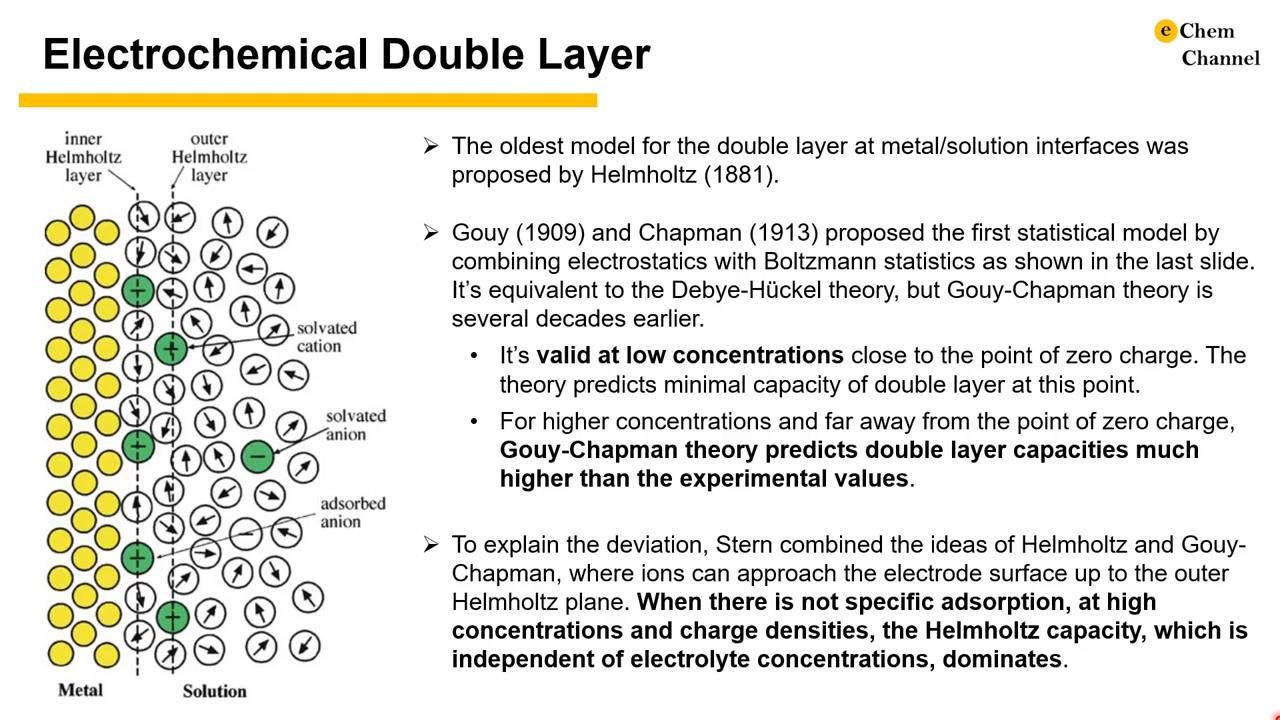 Electrochemical Double Layer
e Chem
Channel
inner
Helmholtz
layer
outer
Helmholtz
layer
solvated
cation
solvated
anion
adsorbed
anion
Metal
Solution
➢ The oldest model for the double layer at metal/solution interfaces was
proposed by Helmholtz (1881).
➢ Gouy (1909) and Chapman (1913) proposed the first statistical model by
combining electrostatics with Boltzmann statistics as shown in the last slide.
It’s equivalent to the Debye-Hückel theory, but Gouy-Chapman theory is
several decades earlier.
• It’s valid at low concentrations close to the point of zero charge. The
theory predicts minimal capacity of double layer at this point.
• For higher concentrations and far away from the point of zero charge,
Gouy-Chapman theory predicts double layer capacities much
higher than the experimental values.
➢ To explain the deviation, Stern combined the ideas of Helmholtz and Gouy-
Chapman, where ions can approach the electrode surface up to the outer
Helmholtz plane. When there is not specific adsorption, at high
concentrations and charge densities, the Helmholtz capacity, which is
independent of electrolyte concentrations, dominates.